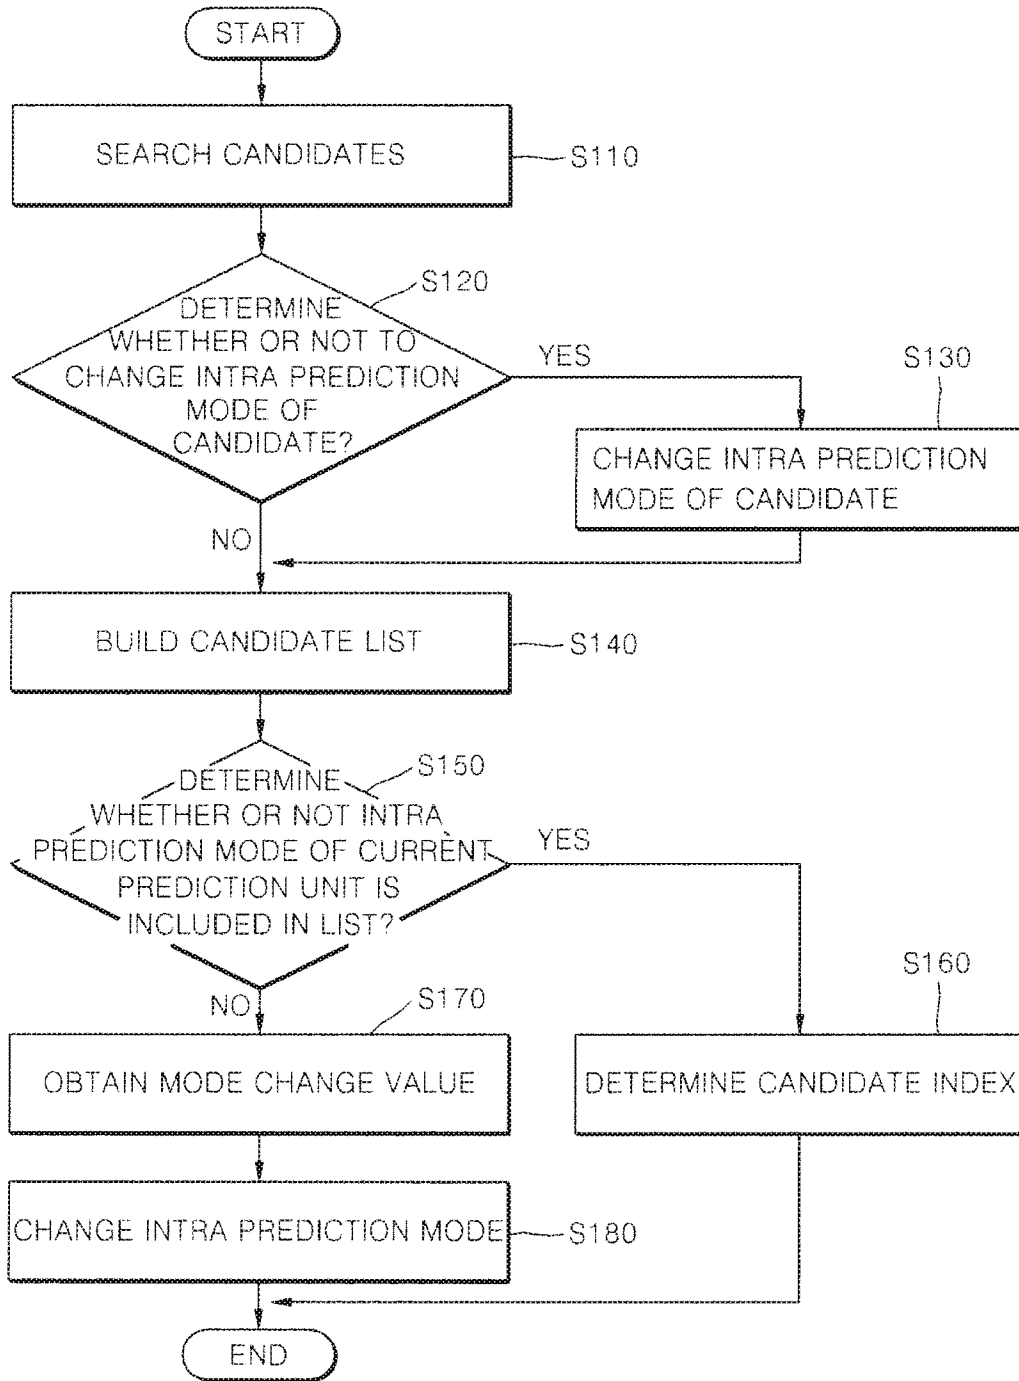 START
SEARCH CANDIDATES
S110
S120
DETERMINE
WHETHER OR NOT TO
CHANGE INTRA PREDICTION
MODE OF
CANDIDATE?
YES
S130
CHANGE INTRA PREDICTION
MODE OF CANDIDATE
NO
BUILD CANDIDATE LIST
S140
S150
DETERMINE
WHETHER OR NOT INTRA
PREDICTION MODE OF CURRENT
PREDICTION UNIT IS
INCLUDED IN LIST?
YES
S160
DETERMINE CANDIDATE INDEX
NO
S170
OBTAIN MODE CHANGE VALUE
CHANGE INTRA PREDICTION MODE
S180
END